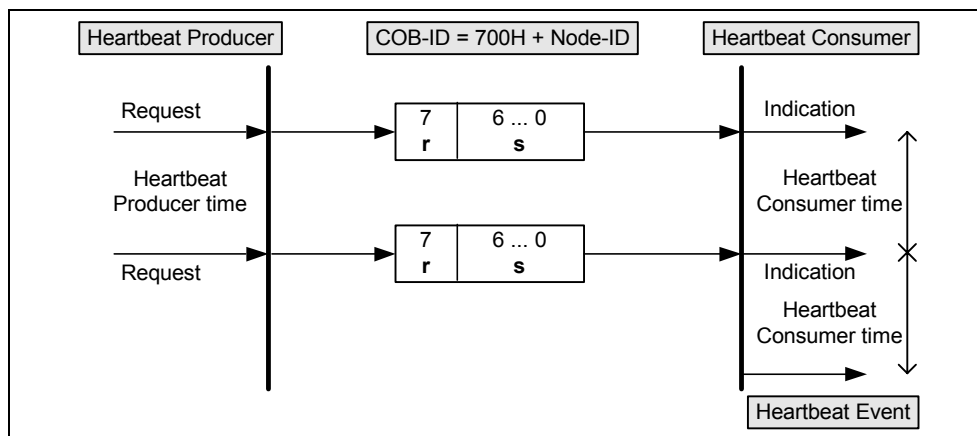 Heartbeat Producer
COB-ID = 700H + Node-ID
Heartbeat Consumer
Request
7
6 ... 0
r
s
Indication
Heartbeat
Producer time
Heartbeat
Consumer time
Request
7
6 ... 0
r
s
Indication
Heartbeat
Consumer time
Heartbeat Event